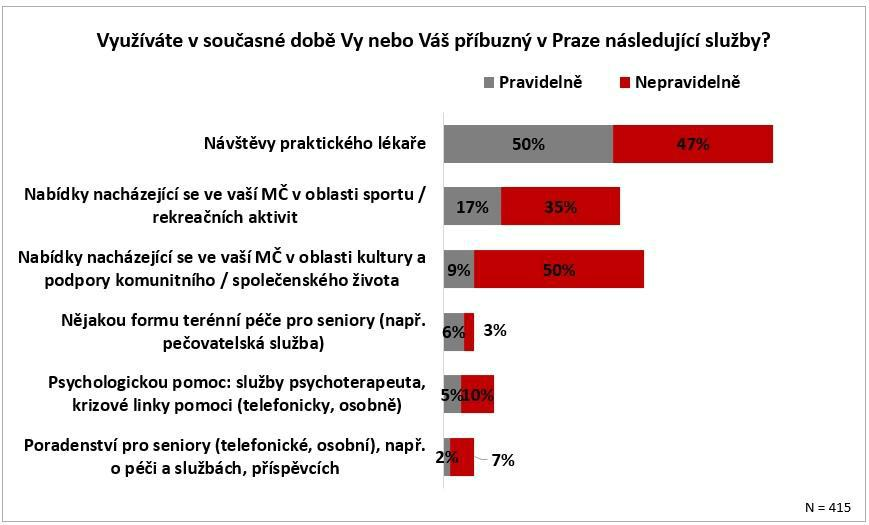 Využíváte v současné době Vy nebo Váš příbuzný v Praze následující služby?
Pravidelně Nepravidelně
Návštěvy praktického lékaře 50% 47%
Nabídky nacházející se ve vaší MČ v oblasti sportu /
rekreačních aktivit
17% 35%
Nabídky nacházející se ve vaší MČ v oblasti kultury a
podpory komunitního / společenského života
9% 50%
Nějakou formu terénní péče pro seniory (např.
pečovatelská služba)
6% 3%
Psychologickou pomoc: služby psychoterapeuta,
krizové linky pomoci (telefonicky, osobně)
5% 10%
Poradenství pro seniory (telefonické, osobní), např.
o péči a službách, příspěvcích
2% 7%
N = 415